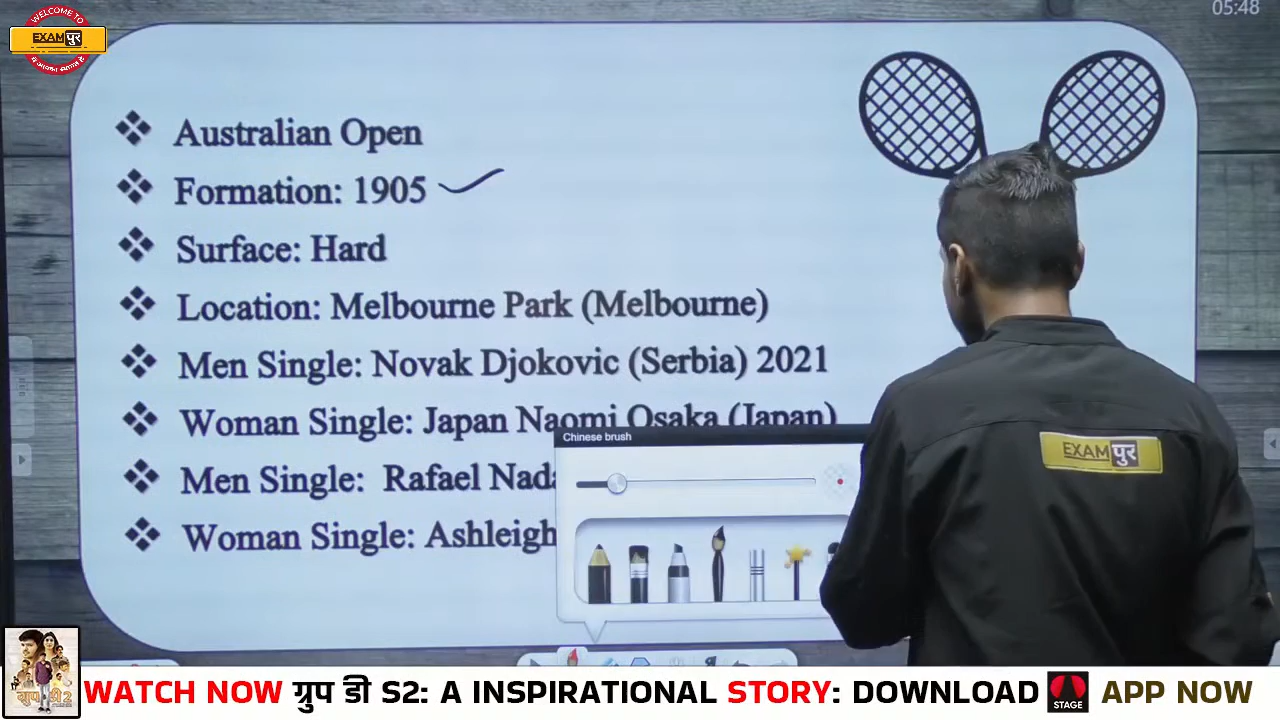 05:48
WELCOME TO
EXAMपुर
Australian Open
Formation: 1905
Surface: Hard
Location: Melbourne Park (Melbourne)
Men Single: Novak Djokovic (Serbia) 2021
Woman Single: Japan Naomi Osaka (Japan)
Chinese brush
Men Single: Rafael
Woman Single: Ashleigh
EXAMपुर
WATCH NOW ग्रुप डी S2: A INSPIRATIONAL STORY: DOWNLOAD STAGE APP NOW